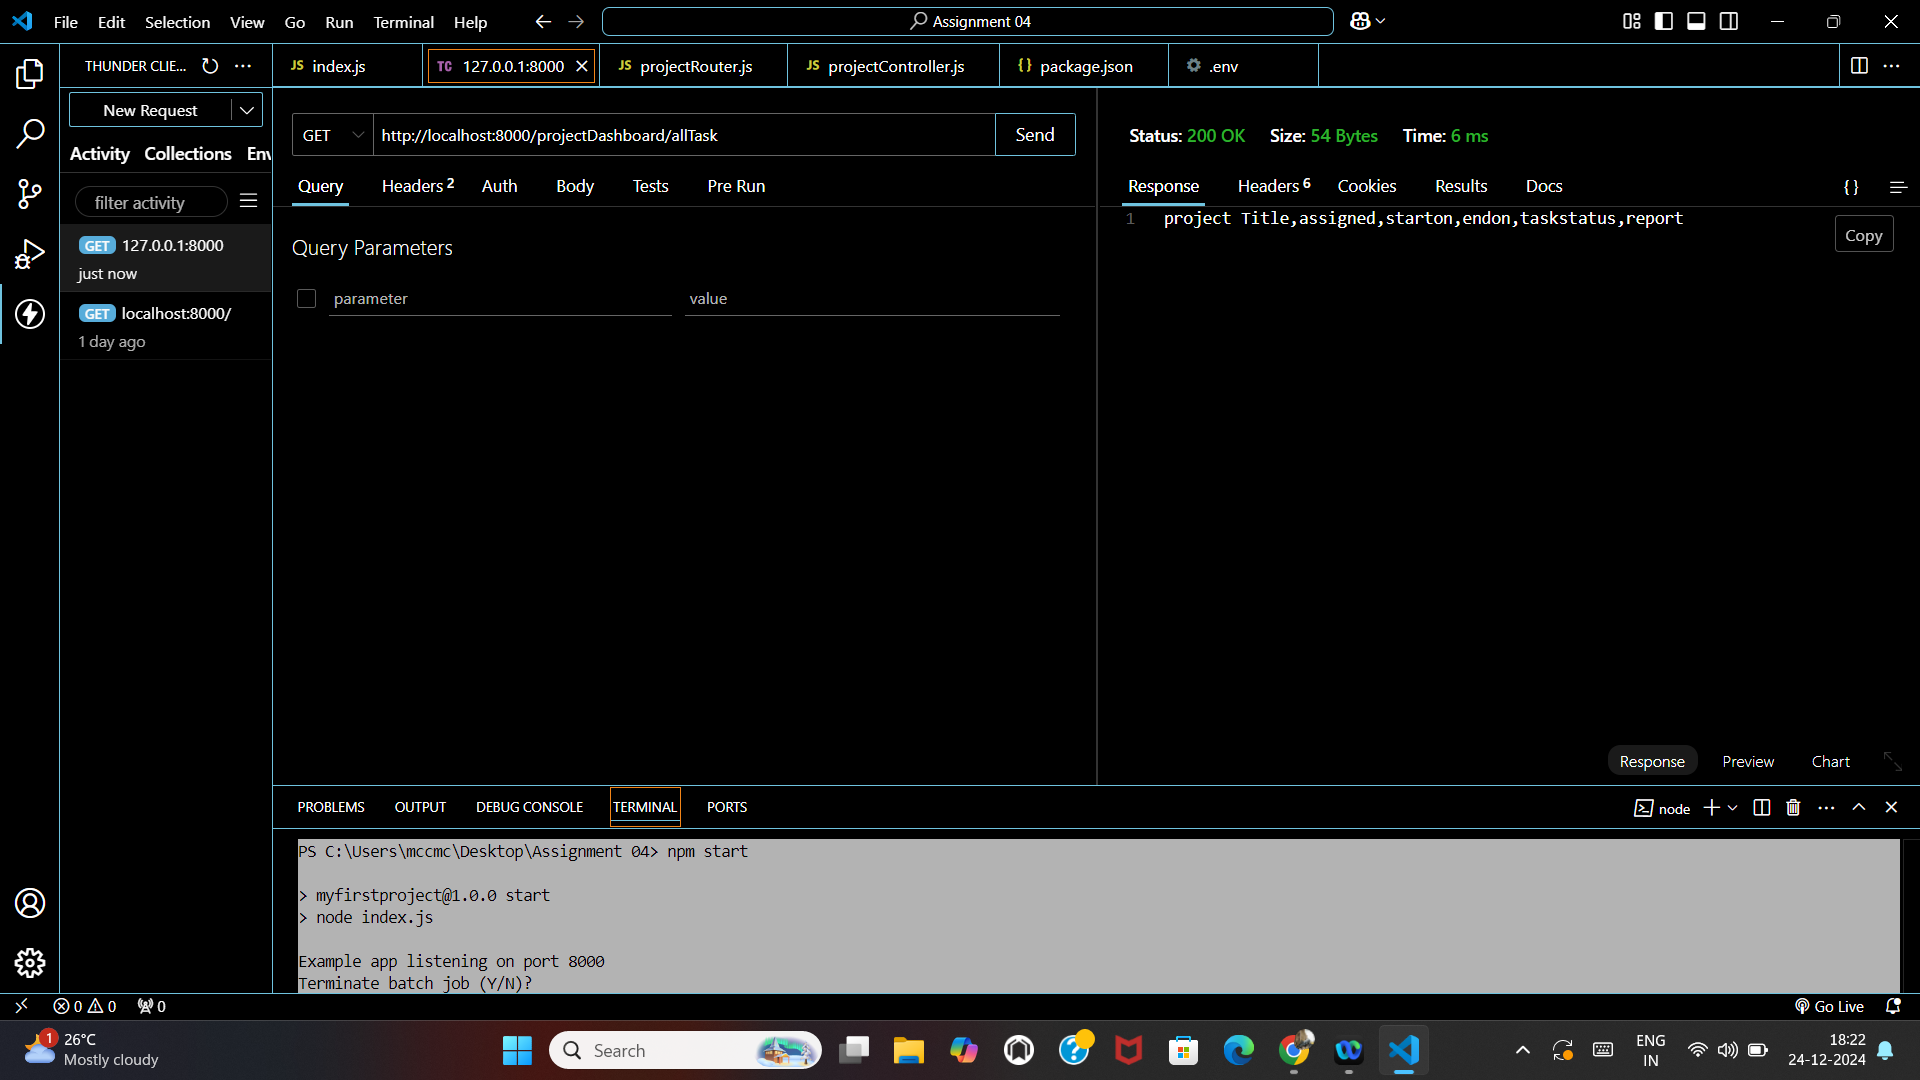 File Edit Selection View Go Run Terminal Help
Assignment 04
THUNDER CLIE...
JS index.js
TC 127.0.0.1:8000
JS projectRouter.js
JS projectController.js
{} package.json
.env
New Request
Activity Collections Env
filter activity
GET 127.0.0.1:8000
just now
GET localhost:8000/
1 day ago
GET http://localhost:8000/projectDashboard/allTask Send
Query Headers 2 Auth Body Tests Pre Run
Query Parameters
parameter value
Status: 200 OK Size: 54 Bytes Time: 6 ms
Response Headers 6 Cookies Results Docs {}
1 project Title,assigned,starton,endon,taskstatus,report
Copy
Response Preview Chart
PROBLEMS OUTPUT DEBUG CONSOLE TERMINAL PORTS
node
PS C:\Users\mccmc\Desktop\Assignment 04> npm start
> myfirstproject@1.0.0 start
> node index.js
Example app listening on port 8000
Terminate batch job (Y/N)?
0 0 0
Go Live
1
26°C
Mostly cloudy
Search
ENG
IN
18:22
24-12-2024